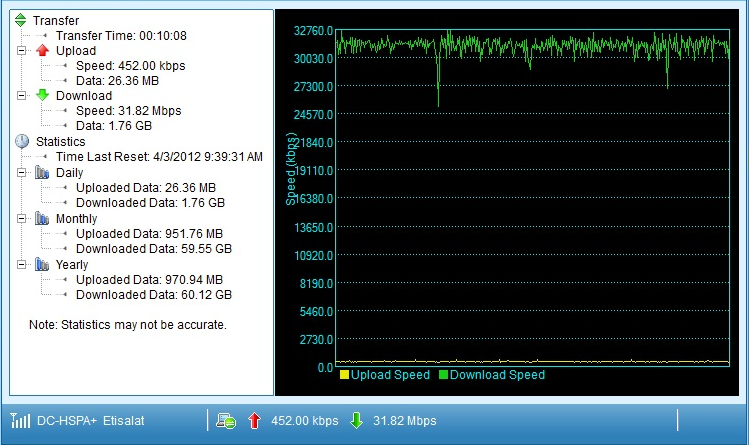 Transfer
Transfer Time: 00:10:08
Upload
Speed: 452.00 kbps
Data: 26.36 MB
Download
Speed: 31.82 Mbps
Data: 1.76 GB
Statistics
Time Last Reset: 4/3/2012 9:39:31 AM
Daily
Uploaded Data: 26.36 MB
Downloaded Data: 1.76 GB
Monthly
Uploaded Data: 951.76 MB
Downloaded Data: 59.55 GB
Yearly
Uploaded Data: 970.94 MB
Downloaded Data: 60.12 GB
Note: Statistics may not be accurate.
Speed (kbps)
32760.0
30030.0
27300.0
24570.0
21840.0
19110.0
16380.0
13650.0
10920.0
8190.0
5460.0
2730.0
0.0
Upload Speed Download Speed
DC-HSPA+ Etisalat 452.00 kbps 31.82 Mbps